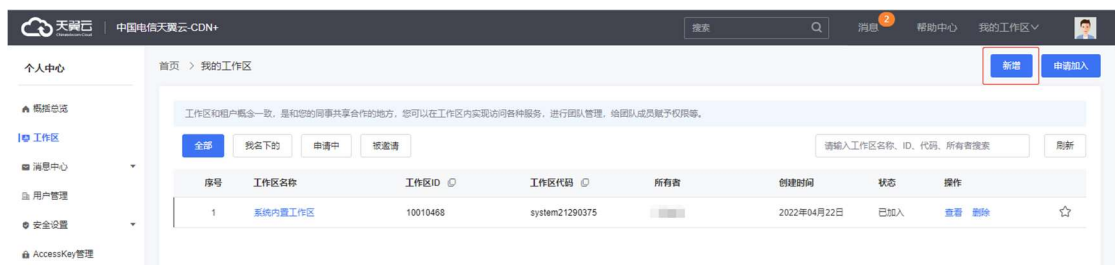 天翼云 中国电信天翼云-CDN+ 搜索 消息 2 帮助中心 我的工作区
个人中心 首页 > 我的工作区 新增 申请加入
概括总览
工作区和租户概念一致，是和您的同事共享合作的地方，您可以在工作区内实现访问各种服务，进行团队管理，给团队成员赋予权限等。
工作区
全部 我名下的 申请中 被邀请 请输入工作区名称、ID、代码、所有者搜索 刷新
消息中心
序号 工作区名称 工作区ID 工作区代码 所有者 创建时间 状态 操作
用户管理
1 系统内置工作区 10010468 system21290375 2022年04月22日 已加入 查看 删除
安全设置
AccessKey管理